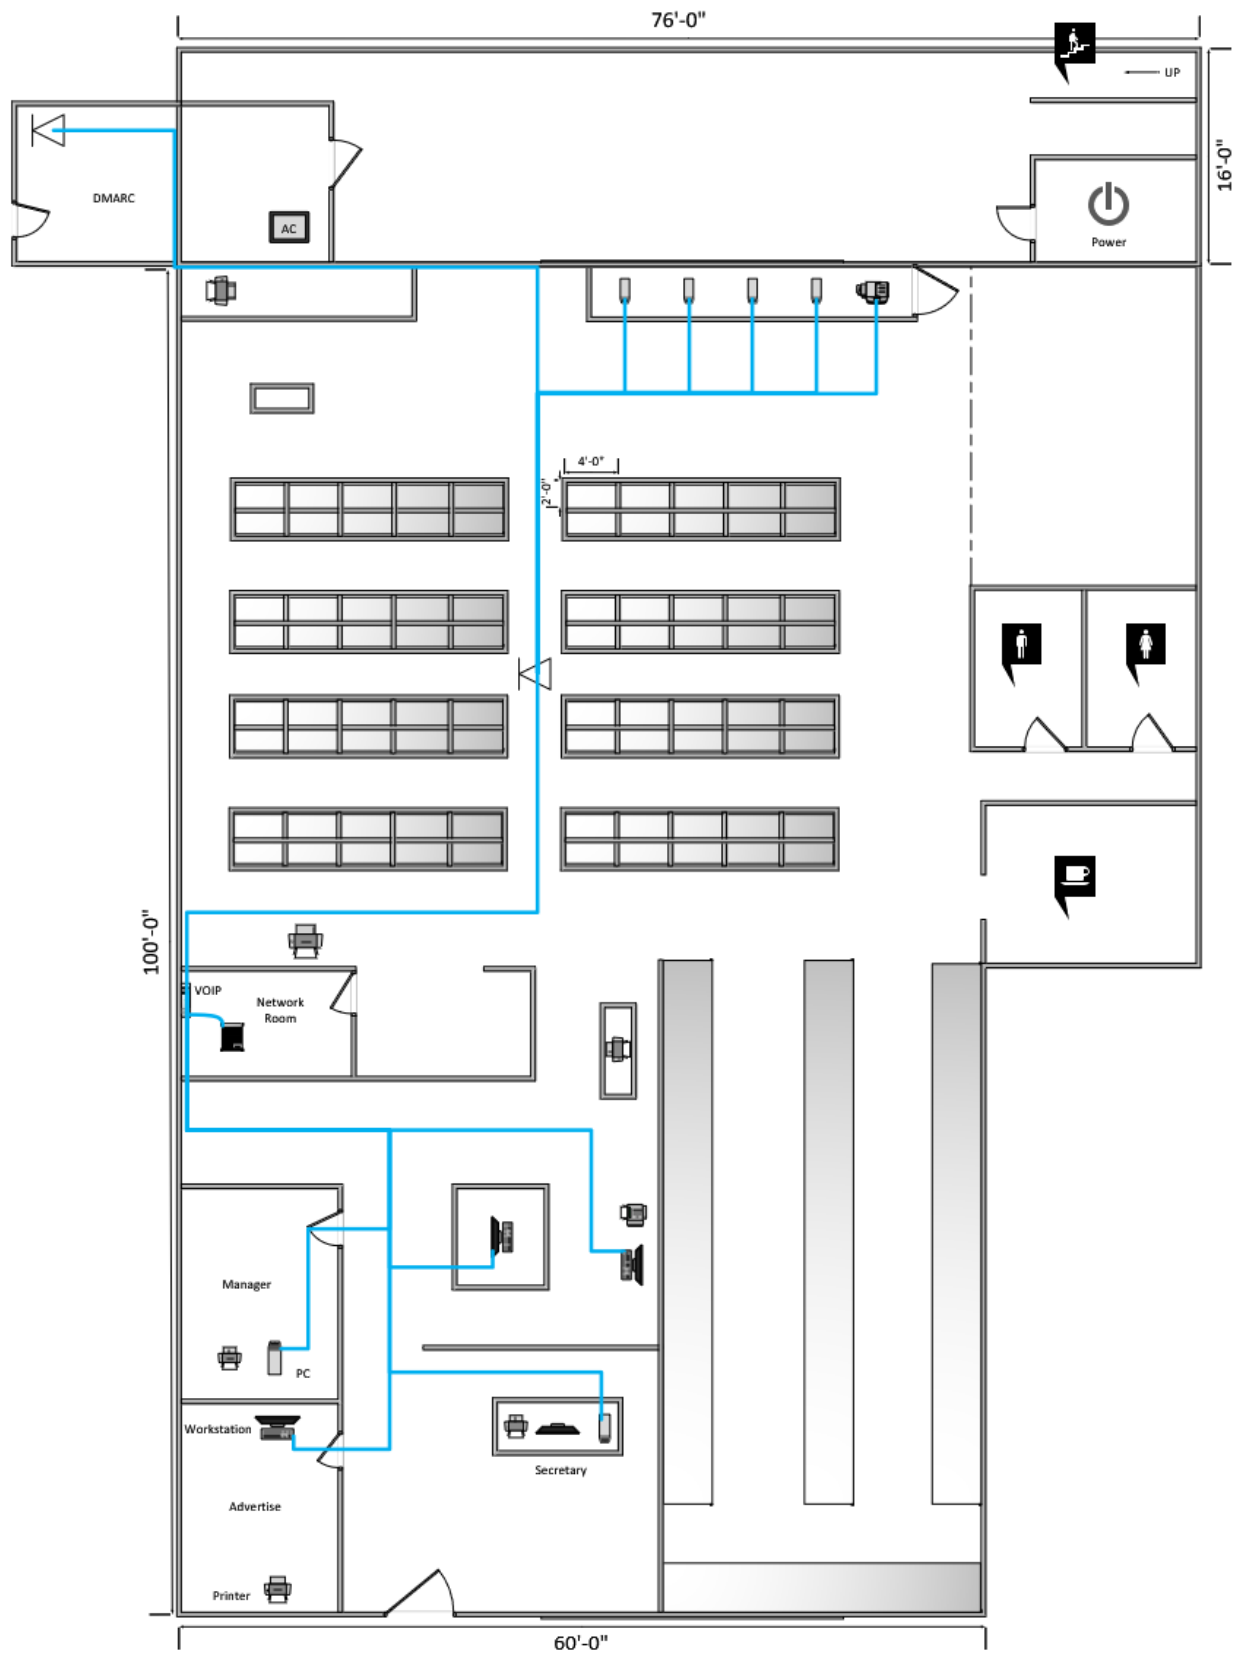 76'-0"
UP
16'-0"
DMARC
AC
Power
4'-0"
2'-0"
100'-0"
VOIP
Network
Room
Manager
PC
Workstation
Secretary
Advertise
Printer
60'-0"